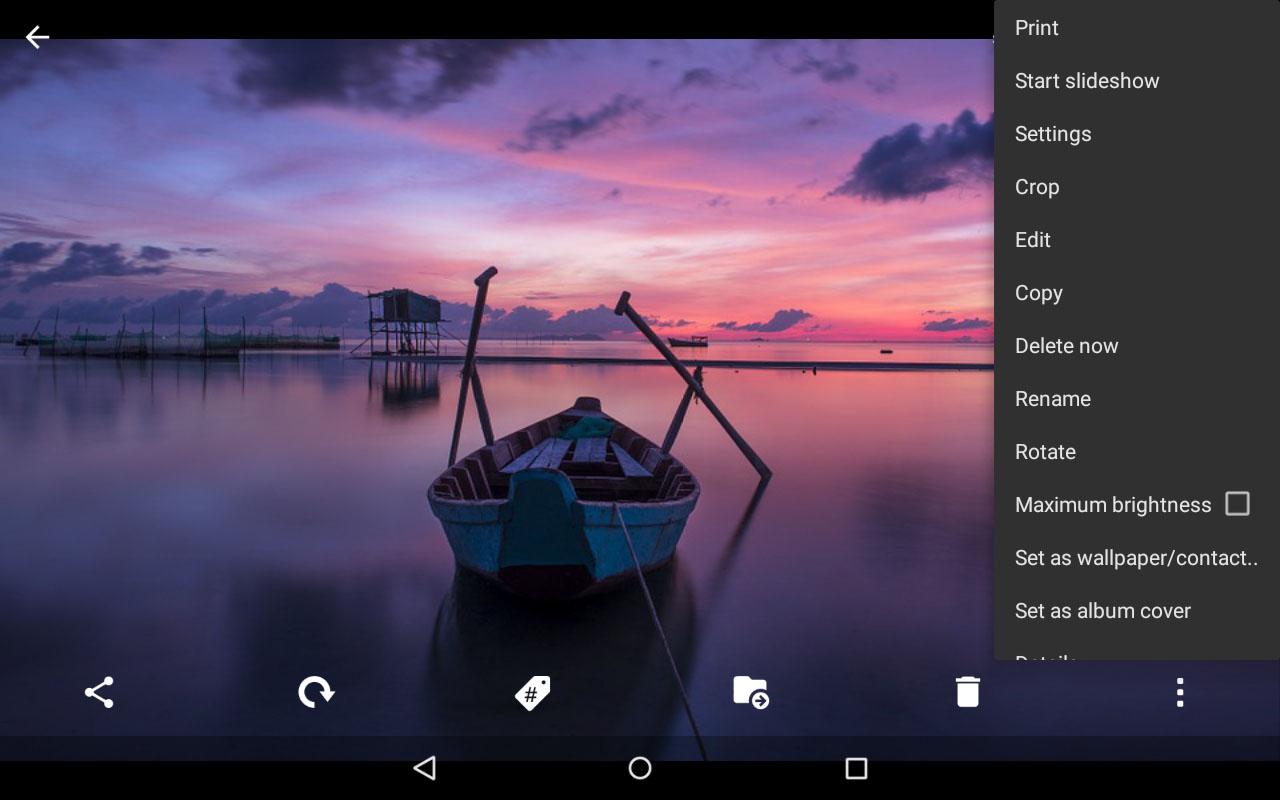 Print
Start slideshow
Settings
Crop
Edit
Copy
Delete now
Rename
Rotate
Maximum brightness
Set as wallpaper/contact..
Set as album cover
#